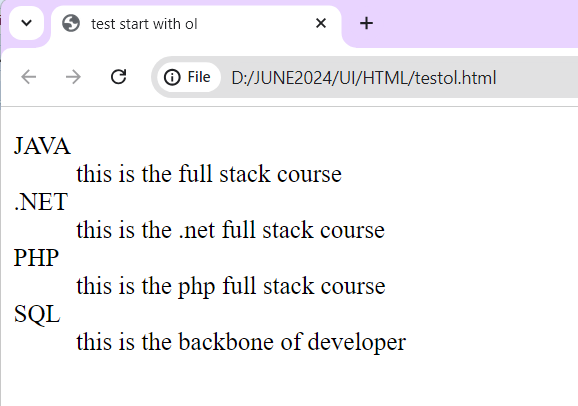 test start with ol
File D:/JUNE2024/UI/HTML/testol.html
JAVA
this is the full stack course
.NET
this is the .net full stack course
PHP
this is the php full stack course
SQL
this is the backbone of developer